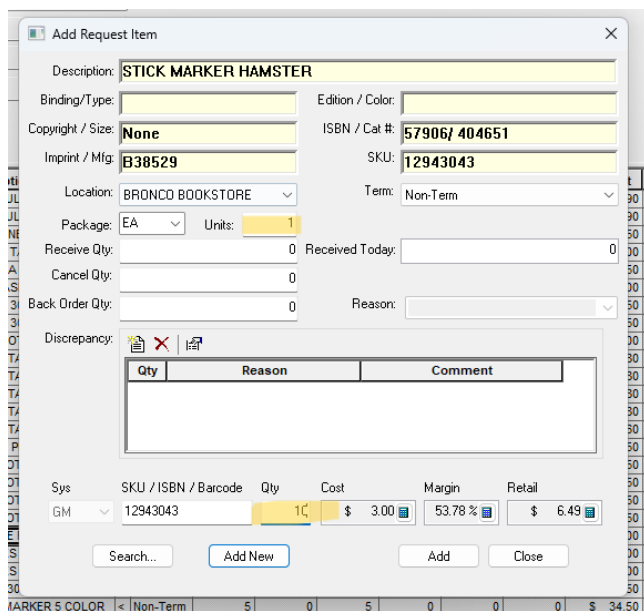 Add Request Item
Description: STICK MARKER HAMSTER
Binding/Type: Edition / Color:
Copyright / Size: None ISBN / Cat #: 57906/ 404651
Imprint / Mfg: B38529 SKU: 12943043
Location: BRONCO BOOKSTORE Term: Non-Term
Package: EA Units: 1
Receive Qty: 0 Received Today: 0
Cancel Qty: 0
Back Order Qty: 0 Reason:
Discrepancy:
Qty Reason Comment
Sys SKU / ISBN / Barcode Qty Cost Margin Retail
GM 12943043 10 $ 3.00 53.78 % $ 6.49
Search... Add New Add Close
MARKER 5 COLOR < Non-Term 5 0 5 0 0 0 $ 34.50